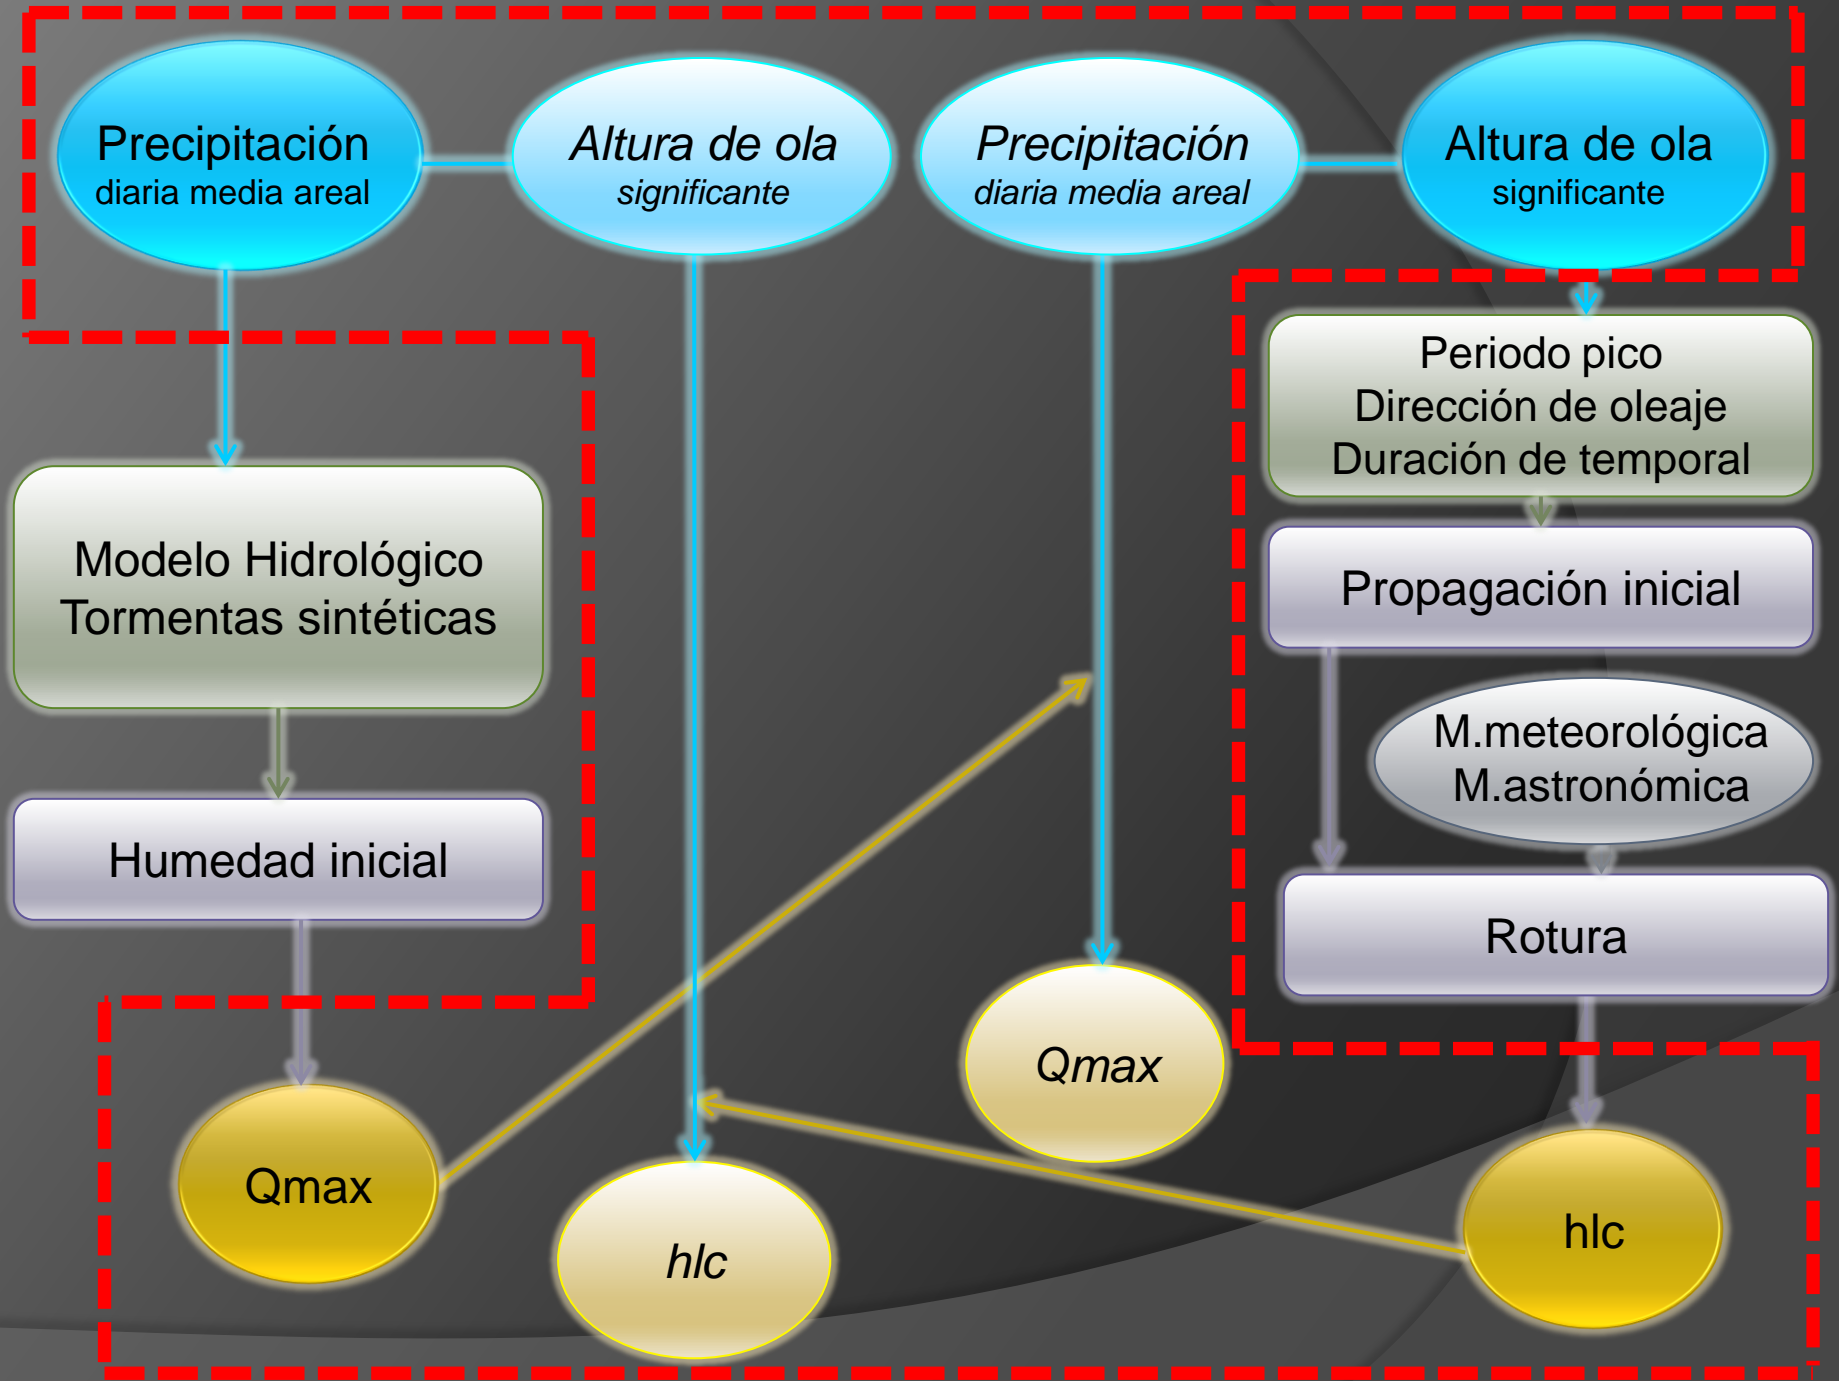 Precipitación
diaria media areal
Altura de ola
significante
Precipitación
diaria media areal
Altura de ola
significante
Periodo pico
Dirección de oleaje
Duración de temporal
Modelo Hidrológico
Tormentas sintéticas
Propagación inicial
M.meteorológica
M.astronómica
Humedad inicial
Rotura
Qmax
Qmax
hlc
hlc